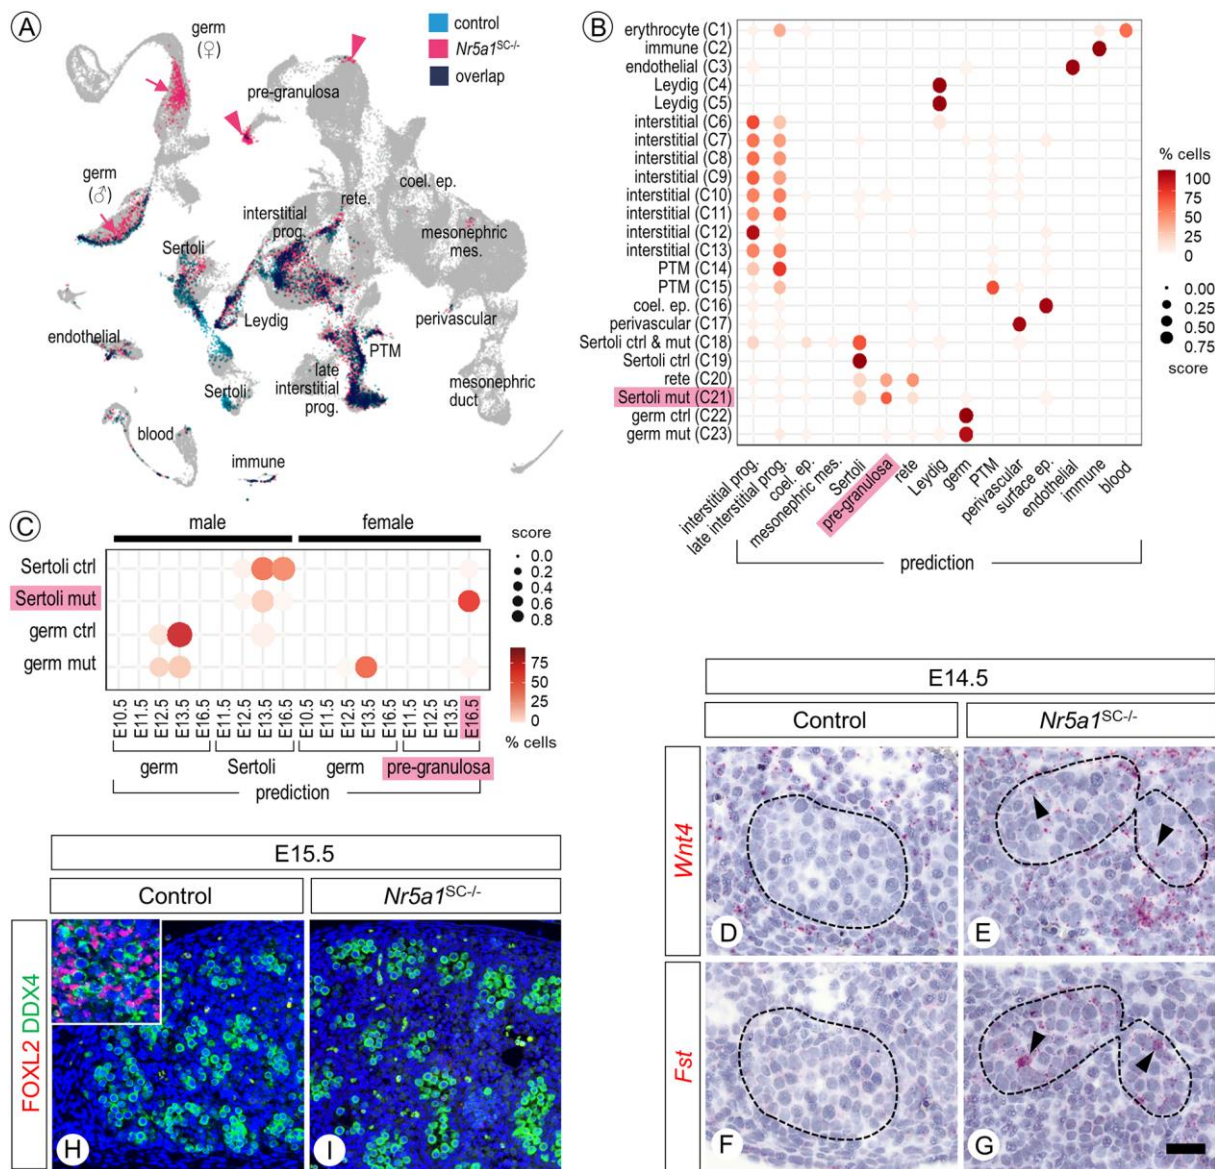 A
germ
(♀)
control
Nr5a1SC-/-
overlap
pre-granulosa
germ
(♂)
coel. ep.
rete.
interstitial
prog.
mesonephric
mes.
Sertoli
Leydig
perivascular
endothelial
PTM
late
interstitial
prog.
mesonephric
duct
Sertoli
blood
immune
B
erythrocyte (C1)
immune (C2)
endothelial (C3)
Leydig (C4)
Leydig (C5)
interstitial (C6)
interstitial (C7)
interstitial (C8)
interstitial (C9)
interstitial (C10)
interstitial (C11)
interstitial (C12)
interstitial (C13)
PTM (C14)
PTM (C15)
coel. ep. (C16)
perivascular (C17)
Sertoli ctrl & mut (C18)
Sertoli ctrl (C19)
rete (C20)
Sertoli mut (C21)
germ ctrl (C22)
germ mut (C23)
interstitial prog.
late interstitial prog.
coel. ep.
mesonephric mes.
Sertoli
pre-granulosa
rete
Leydig
germ
PTM
perivascular
surface ep.
endothelial
immune
blood
prediction
% cells
100
75
50
25
0
0.00
0.25
0.50
0.75
score
C
male
female
Sertoli ctrl
Sertoli mut
germ ctrl
germ mut
E10.5
E11.5
E12.5
E13.5
E16.5
E11.5
E12.5
E13.5
E16.5
E10.5
E11.5
E12.5
E13.5
E16.5
E11.5
E12.5
E13.5
E16.5
germ
Sertoli
germ
pre-granulosa
prediction
score
0.0
0.2
0.4
0.6
0.8
75
50
25
0
% cells
E14.5
Control
Nr5a1SC-/-
Wnt4
D
E
Fst
F
G
E15.5
Control
Nr5a1SC-/-
FOXL2 DDX4
H
I